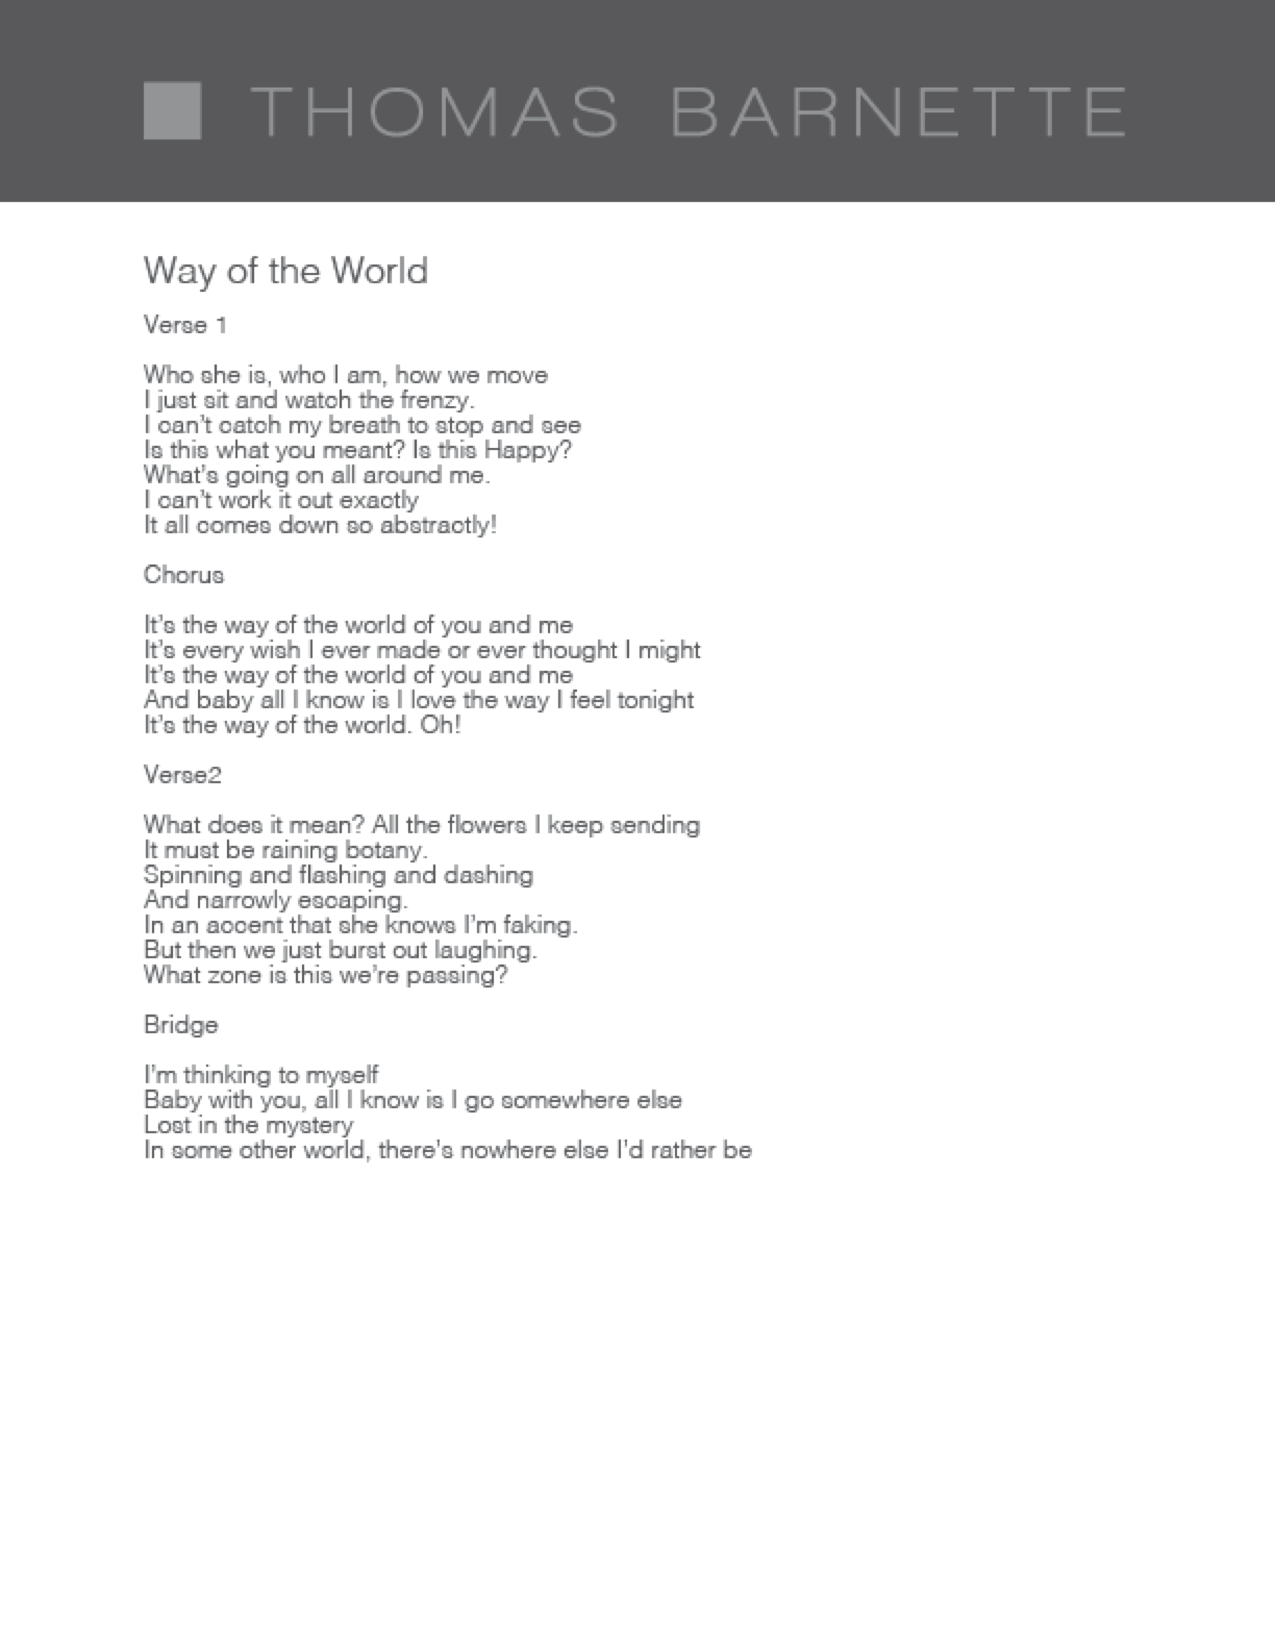 THOMAS BARNETTE
Way of the World
Verse 1
Who she is, who I am, how we move
I just sit and watch the frenzy.
I can't catch my breath to stop and see
Is this what you meant? Is this Happy?
What's going on all around me.
I can't work it out exactly
It all comes down so abstractly!
Chorus
It's the way of the world of you and me
It's every wish I ever made or ever thought I might
It's the way of the world of you and me
And baby all I know is I love the way I feel tonight
It's the way of the world. Oh!
Verse2
What does it mean? All the flowers I keep sending
It must be raining botany.
Spinning and flashing and dashing
And narrowly escaping.
In an accent that she knows I'm faking.
But then we just burst out laughing.
What zone is this we're passing?
Bridge
I'm thinking to myself
Baby with you, all I know is I go somewhere else
Lost in the mystery
In some other world, there's nowhere else I'd rather be